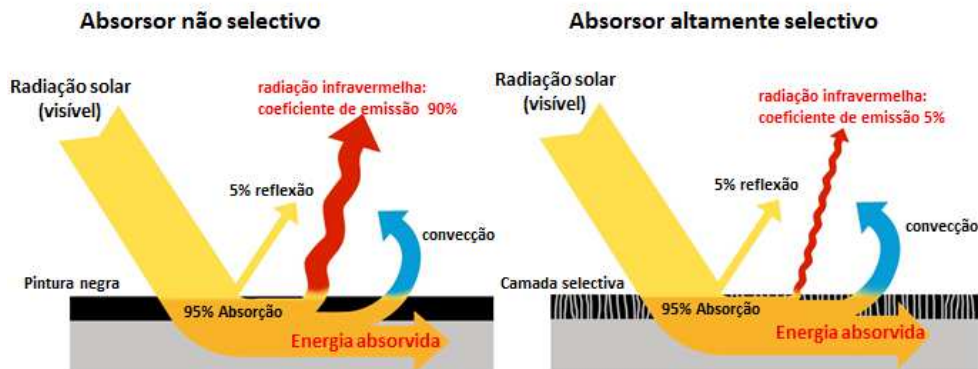 Absorsor não selectivo
Radiação solar
(visível)
radiação infravermelha:
coeficiente de emissão 90%
5% reflexão
convecção
Pintura negra
95% Absorção
Energia absorvida
Absorsor altamente selectivo
Radiação solar
(visível)
radiação infravermelha:
coeficiente de emissão 5%
5% reflexão
convecção
Camada selectiva
95% Absorção
Energia absorvida